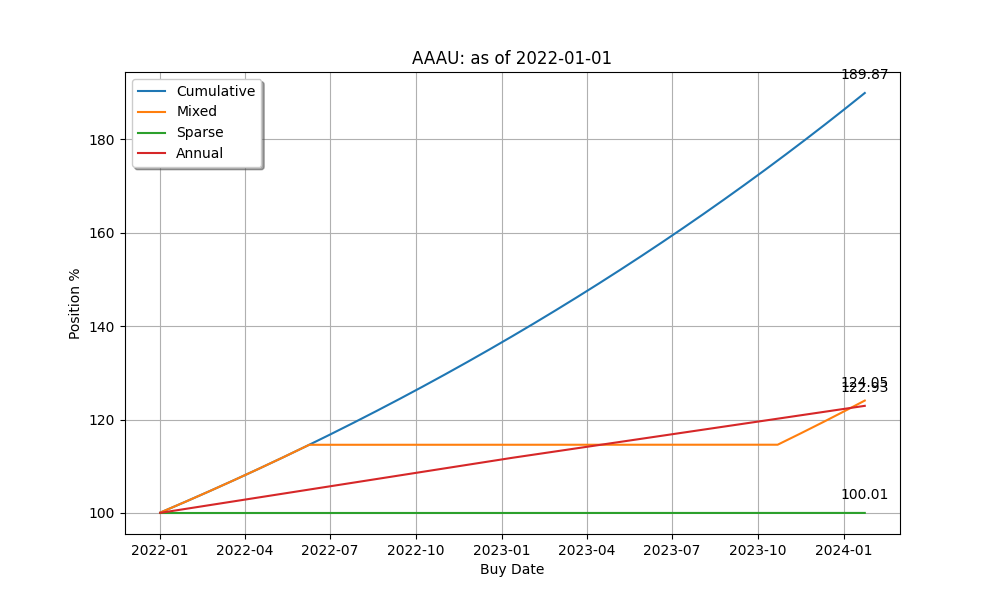 AAAU: as of 2022-01-01
Cumulative
Mixed
Sparse
Annual
189.87
124.05
122.93
100.01
180
160
140
120
100
Position %
2022-01 2022-04 2022-07 2022-10 2023-01 2023-04 2023-07 2023-10 2024-01
Buy Date